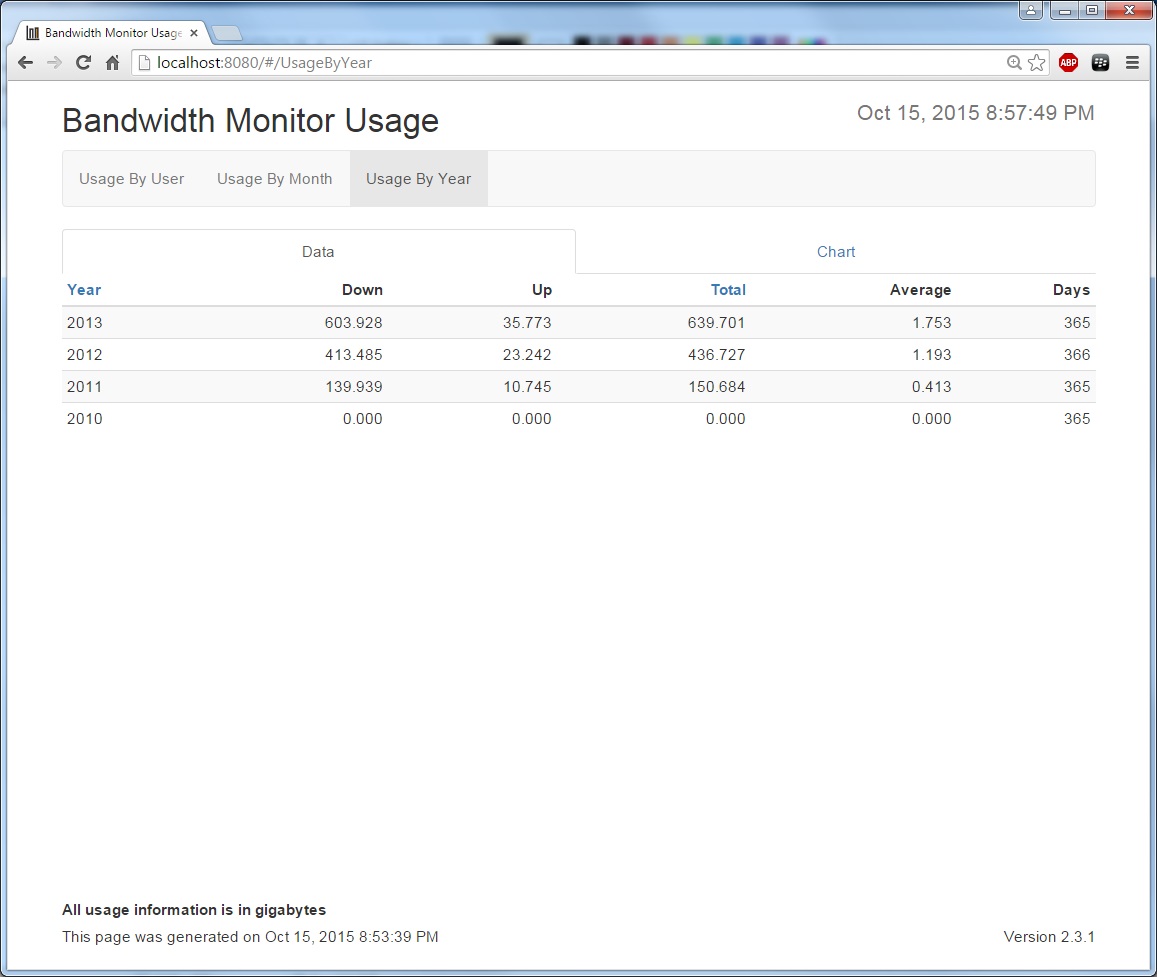 Bandwidth Monitor Usage
localhost:8080/#/UsageByYear
ABP
Bandwidth Monitor Usage
Oct 15, 2015 8:57:49 PM
Usage By User Usage By Month Usage By Year
Data Chart
Year Down Up Total Average Days
2013 603.928 35.773 639.701 1.753 365
2012 413.485 23.242 436.727 1.193 366
2011 139.939 10.745 150.684 0.413 365
2010 0.000 0.000 0.000 0.000 365
All usage information is in gigabytes
This page was generated on Oct 15, 2015 8:53:39 PM Version 2.3.1